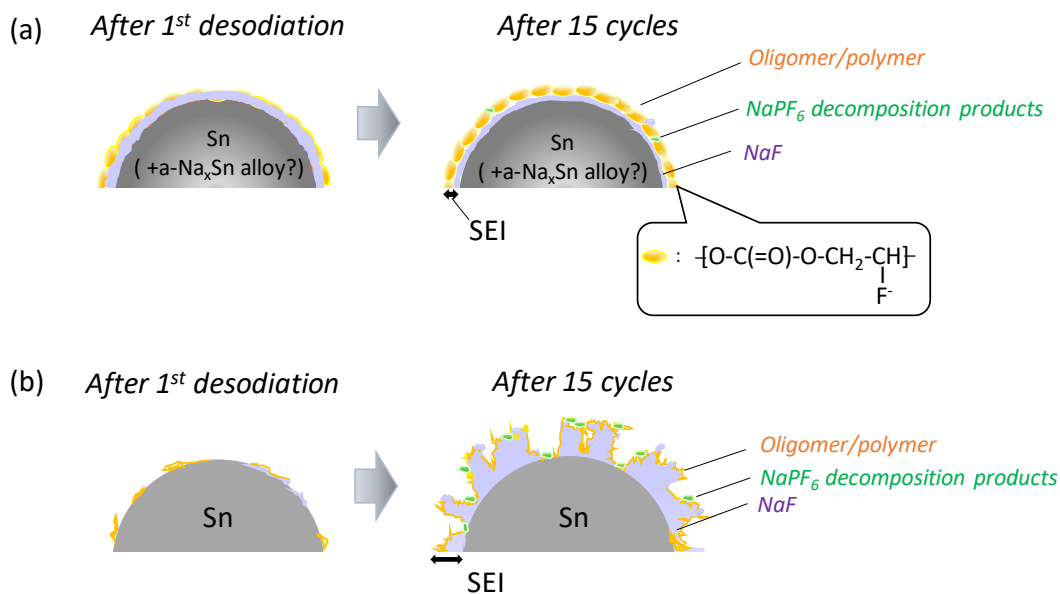 (a)
After 1st desodiation
After 15 cycles
Oligomer/polymer
NaPF6 decomposition products
NaF
Sn
( +a-NaxSn alloy?)
Sn
( +a-NaxSn alloy?)
SEI
: -[O-C(=O)-O-CH2-CH]-
F-
(b)
After 1st desodiation
After 15 cycles
Oligomer/polymer
NaPF6 decomposition products
NaF
Sn
Sn
SEI